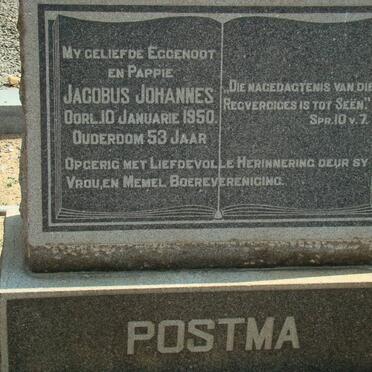 My geliefde Eggenoot
en Pappie
Jacobus Johannes
Oorl. 10 Januarie 1950.
Ouderdom 53 Jaar
„Die nagedagtenis van die
Regverdiges is tot Seën."
Spr. 10 v. 7.
Opgerig met Liefdevolle Herinnering deur sy
Vrou, en Memel Boerevereniging.
POSTMA